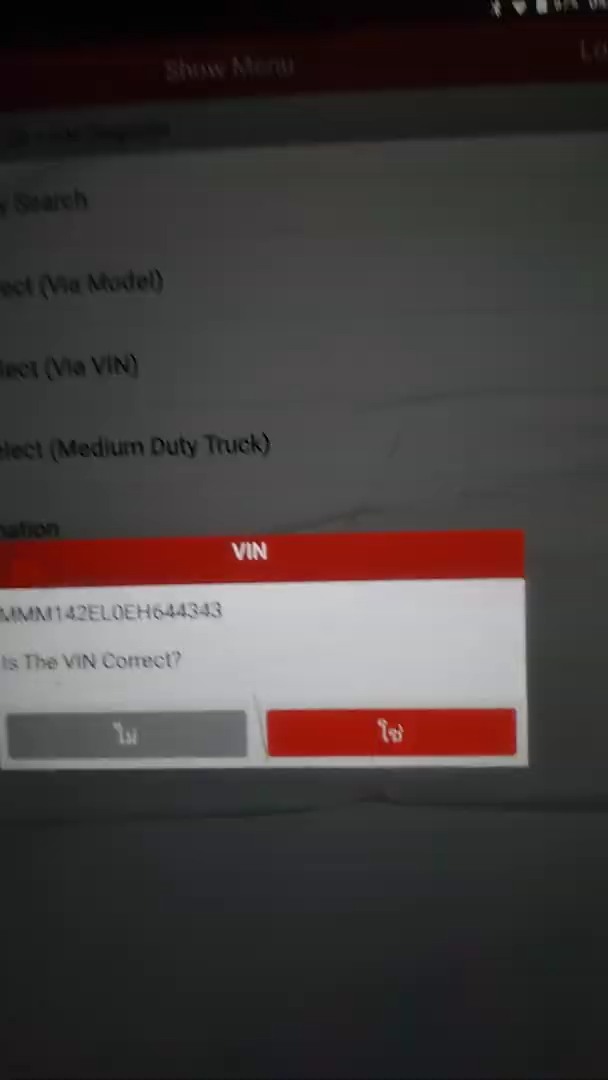 Show Menu
Search
ect (Via Model)
lect (Via VIN)
elect (Medium Duty Truck)
nation
VIN
MMM142EL0EH644343
Is The VIN Correct?
ไม่
ใช่